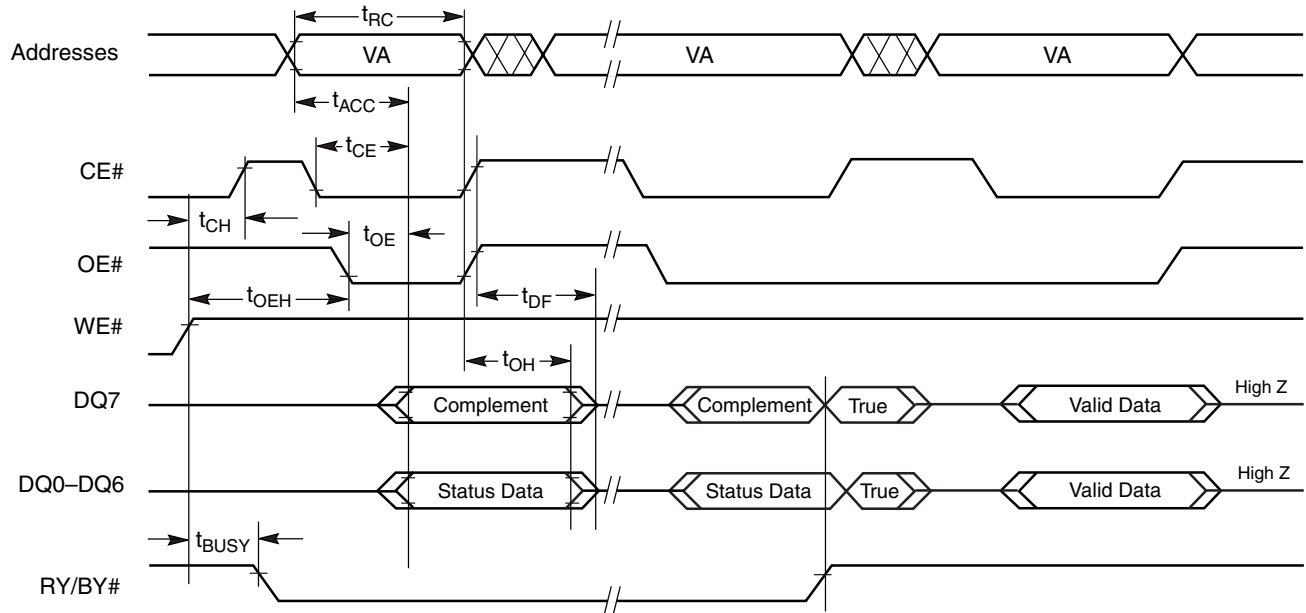 tRC
Addresses VA VA VA
tACC
tCE
CE#
tCH
tOE
OE#
tOEH tDF
WE#
tOH
DQ7 Complement Complement True Valid Data High Z
DQ0–DQ6 Status Data Status Data True Valid Data High Z
tBUSY
RY/BY#